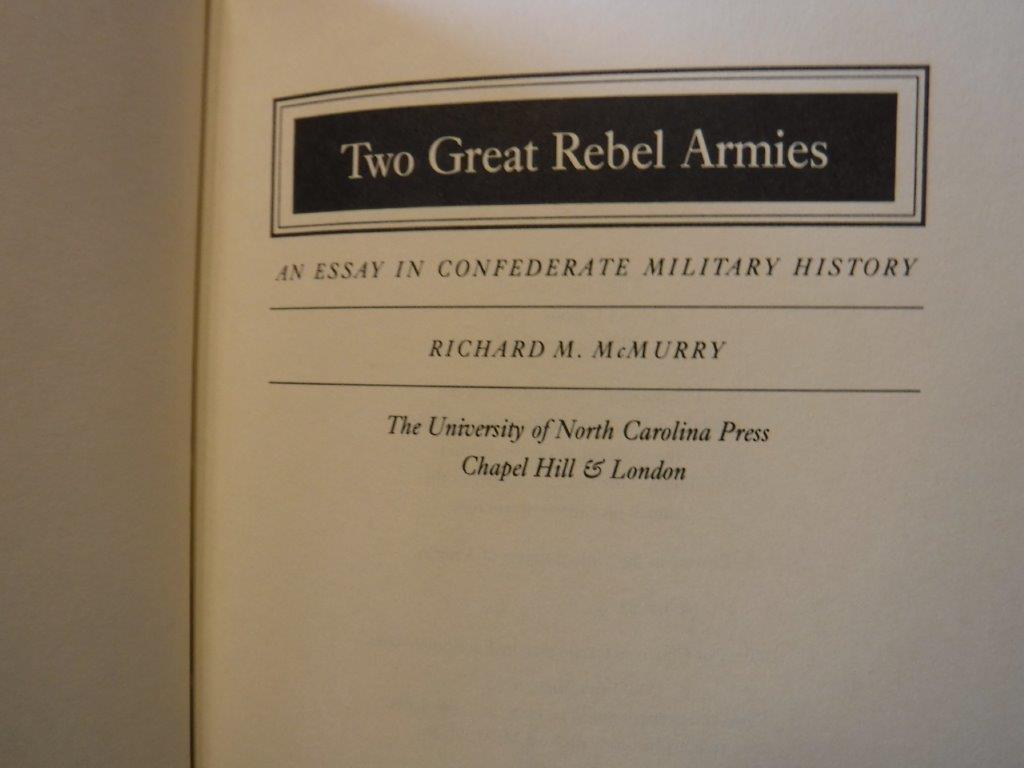 Two Great Rebel Armies
AN ESSAY IN CONFEDERATE MILITARY HISTORY
RICHARD M. McMURRY
The University of North Carolina Press
Chapel Hill & London